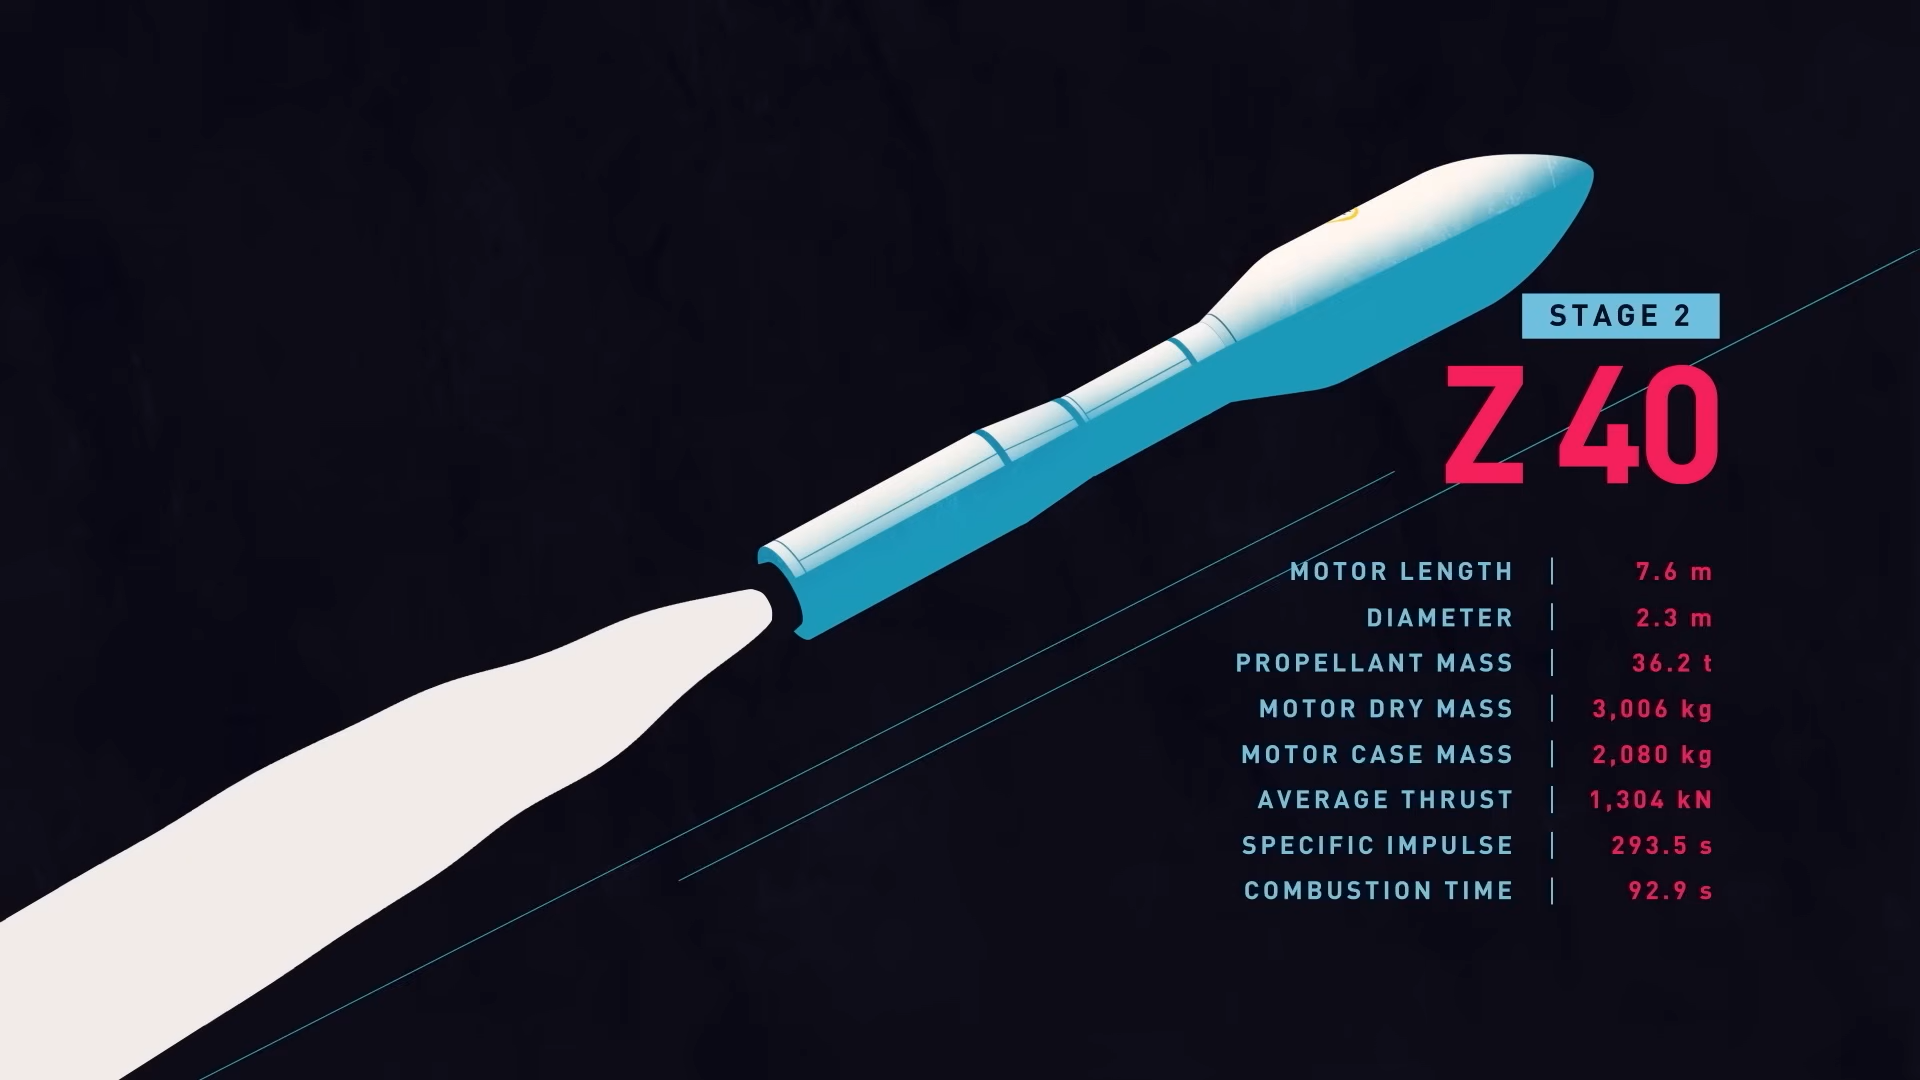 STAGE 2
Z 40
MOTOR LENGTH | 7.6 m
DIAMETER | 2.3 m
PROPELLANT MASS | 36.2 t
MOTOR DRY MASS | 3,006 kg
MOTOR CASE MASS | 2,080 kg
AVERAGE THRUST | 1,304 kN
SPECIFIC IMPULSE | 293.5 s
COMBUSTION TIME | 92.9 s